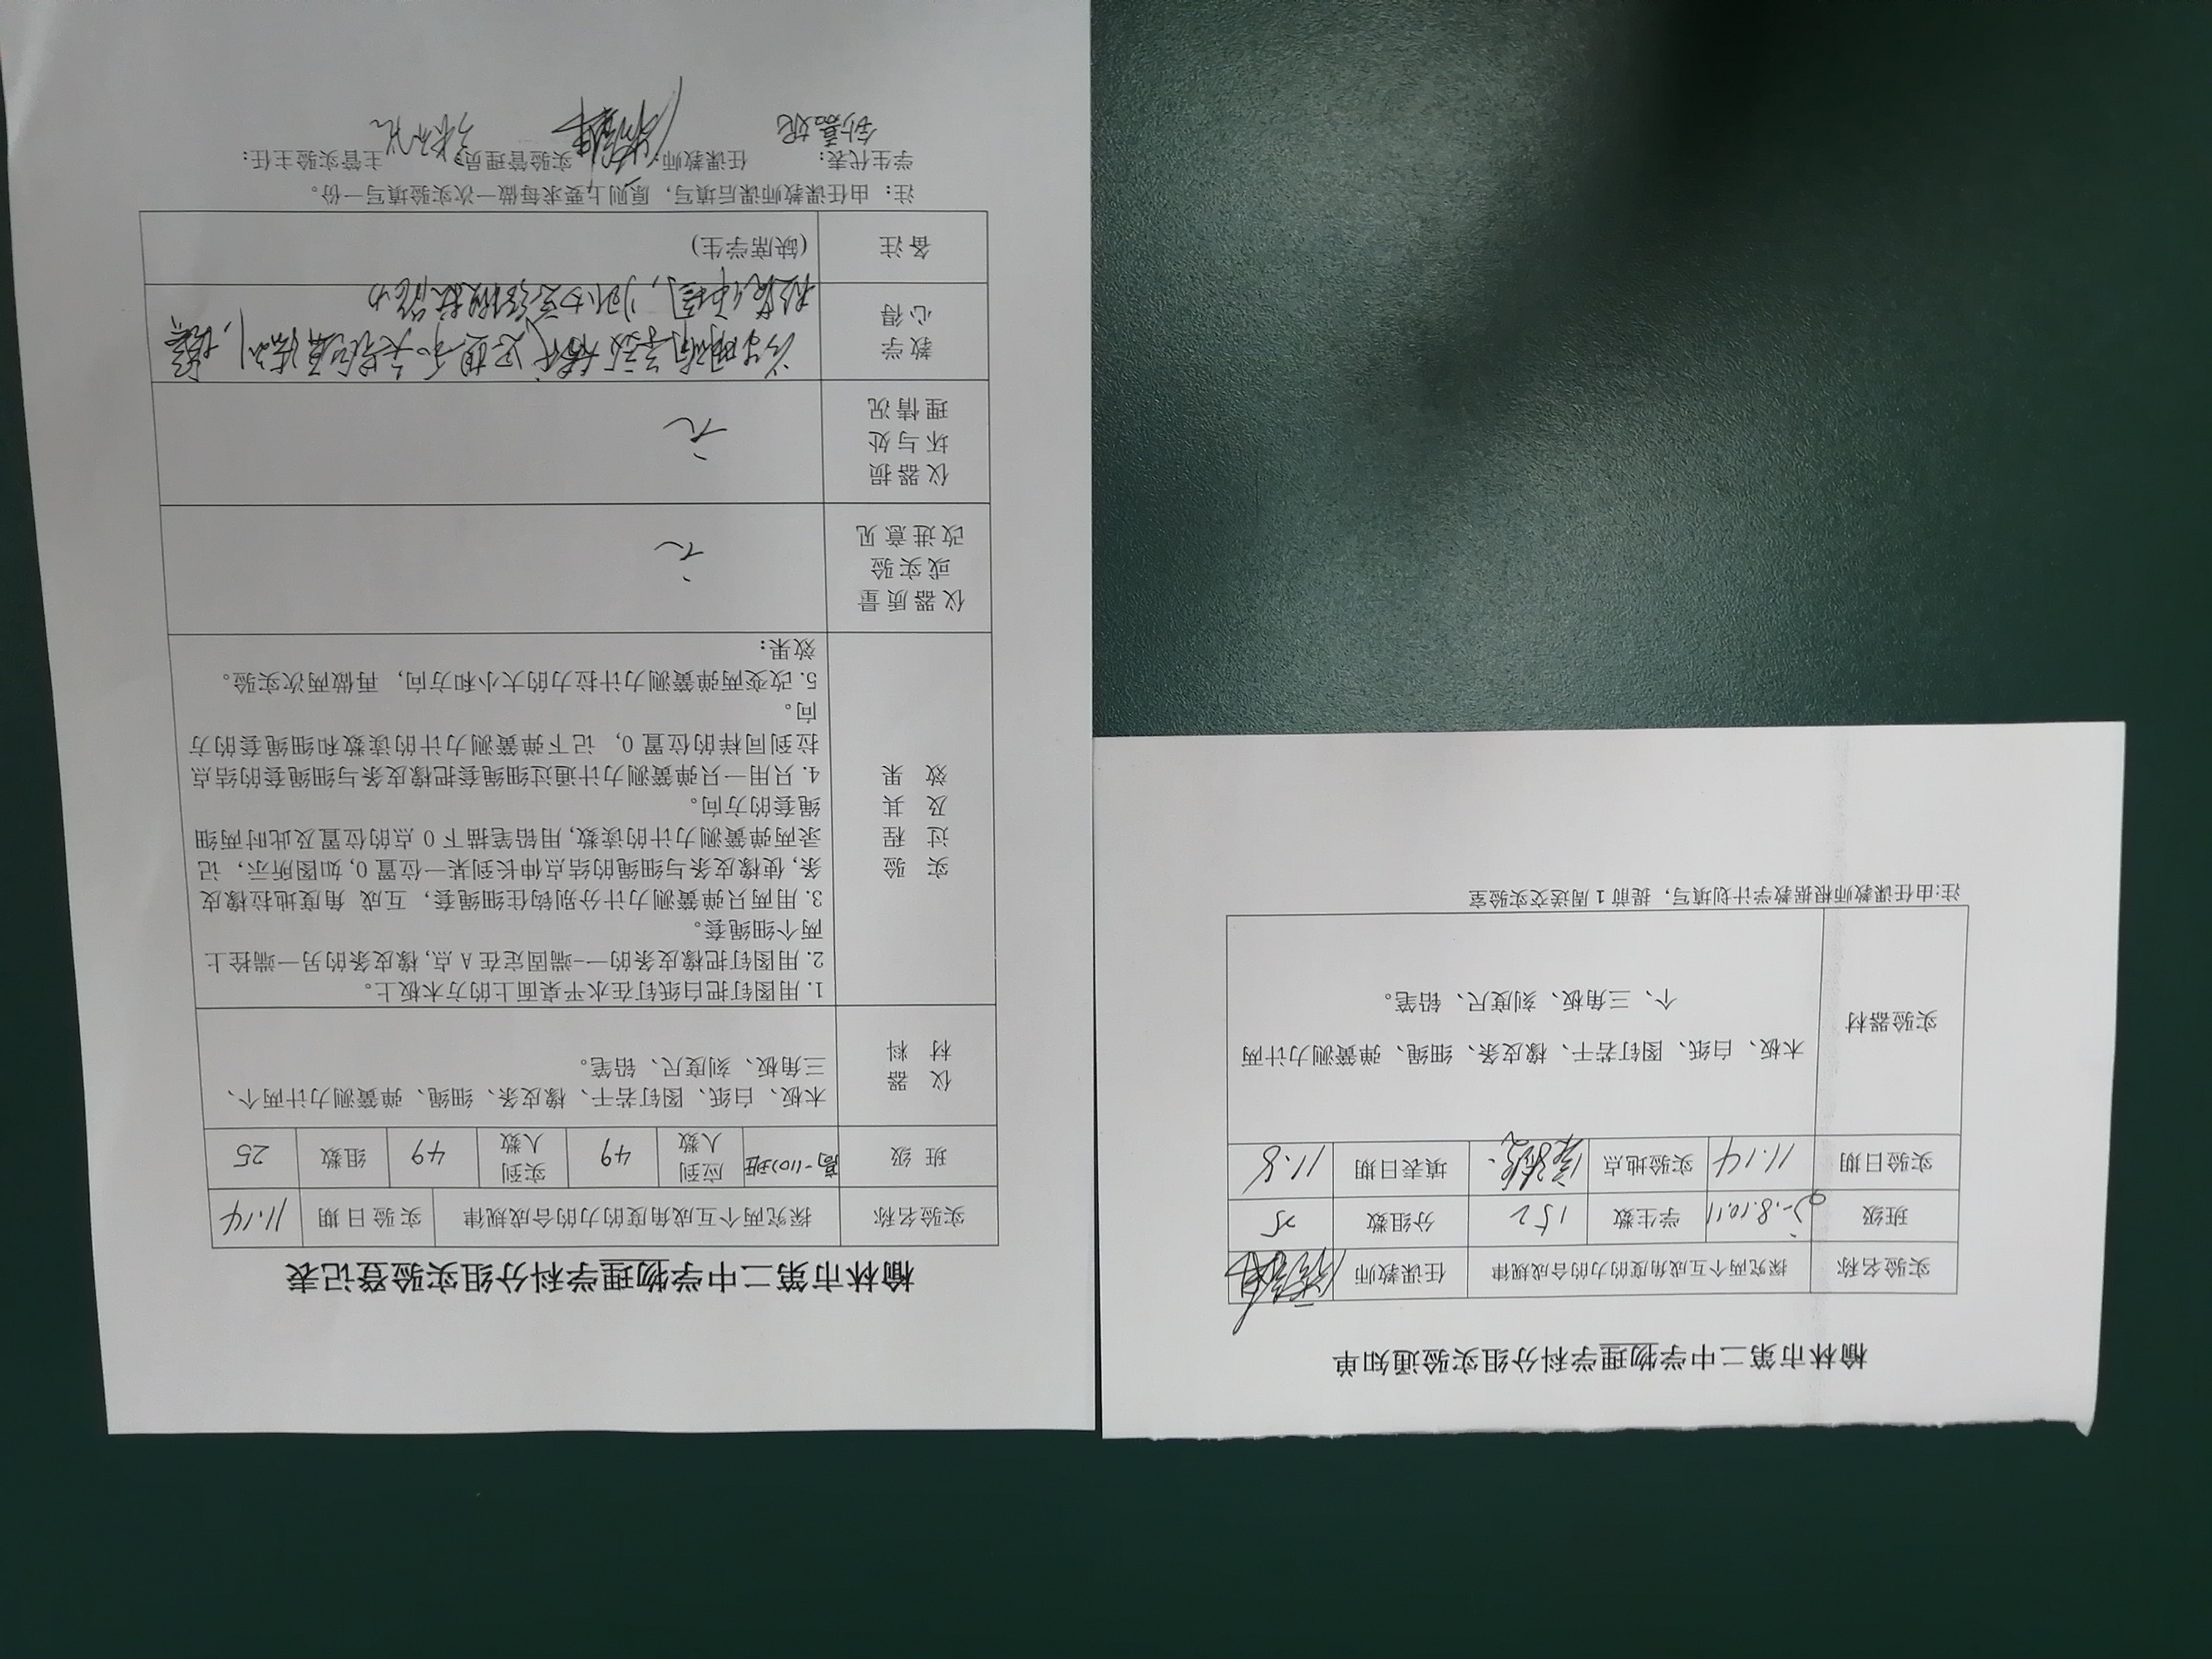 榆林市第二中学物理学科分组实验通知单
实验名称 探究两个互成角度的力的合成规律 任课教师
班级 8.10.11 学生数 152 分组数 25
实验日期 11.14 实验地点 填表日期 11.8
实验器材 木板、白纸、图钉若干、橡皮条、细绳、弹簧测力计两
个、三角板、刻度尺、铅笔。
注:由任课教师根据教学计划填写，提前1周送交实验室
榆林市第二中学物理学科分组实验登记表
实验名称 探究两个互成角度的力的合成规律 实验日期 11.14
班级 高一(10)班 应到人数 49 实到人数 49 组数 25
仪器材料
木板、白纸、图钉若干、橡皮条、细绳、弹簧测力计两个、
三角板、刻度尺、铅笔。
实验过程及其效果
1. 用图钉把白纸钉在水平桌面上的方木板上。
2. 用图钉把橡皮条的一-端固定在 A 点,橡皮条的另一端拴上
两个细绳套。
3. 用两只弹簧测力计分别钩住细绳套，互成 角度地拉橡皮
条,使橡皮条与细绳的结点伸长到某一位置 0,如图所示，记
录两弹簧测力计的读数,用铅笔描下 0 点的位置及此时两细
绳套的方向。
4. 只用一只弹簧测力计通过细绳套把橡皮条与细绳套的结点
拉到同样的位置 0，记下弹簧测力计的读数和细绳套的方
向。
5. 改变两弹簧测力计拉力的大小和方向，再做两次实验。
效果:
仪器质量
或实验
改进意见
无
仪器损
坏与处
理情况
无
教学
心得
备注 (缺席学生)
注：由任课教师课后填写，原则上要求每做一次实验填写一份。
学生代表: 任课教师: 实验管理员: 主管实验主任: